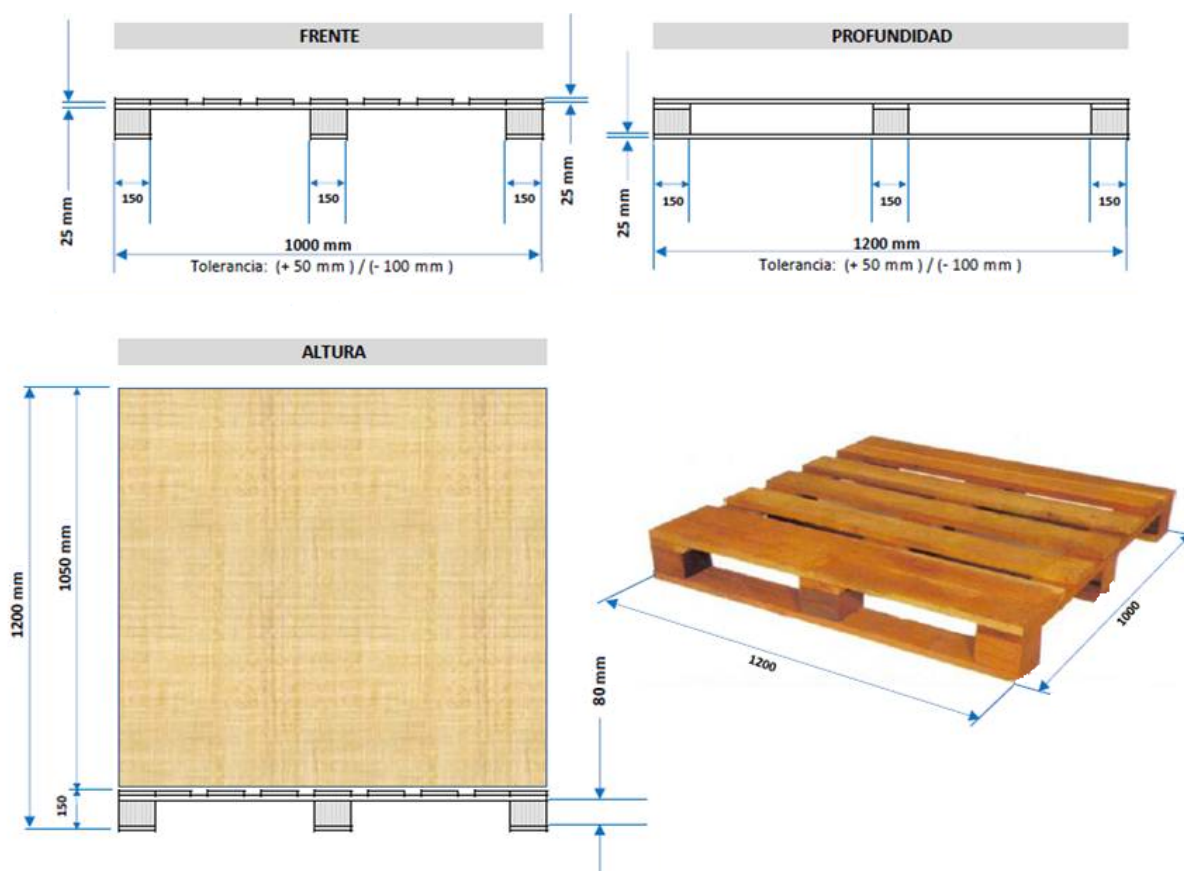 FRENTE
25 mm
150
150
150
25 mm
1000 mm
Tolerancia: (+ 50 mm ) / (- 100 mm )
PROFUNDIDAD
25 mm
150
150
150
1200 mm
Tolerancia: (+ 50 mm ) / (- 100 mm )
ALTURA
1200 mm
1050 mm
150
80 mm
1200
1000